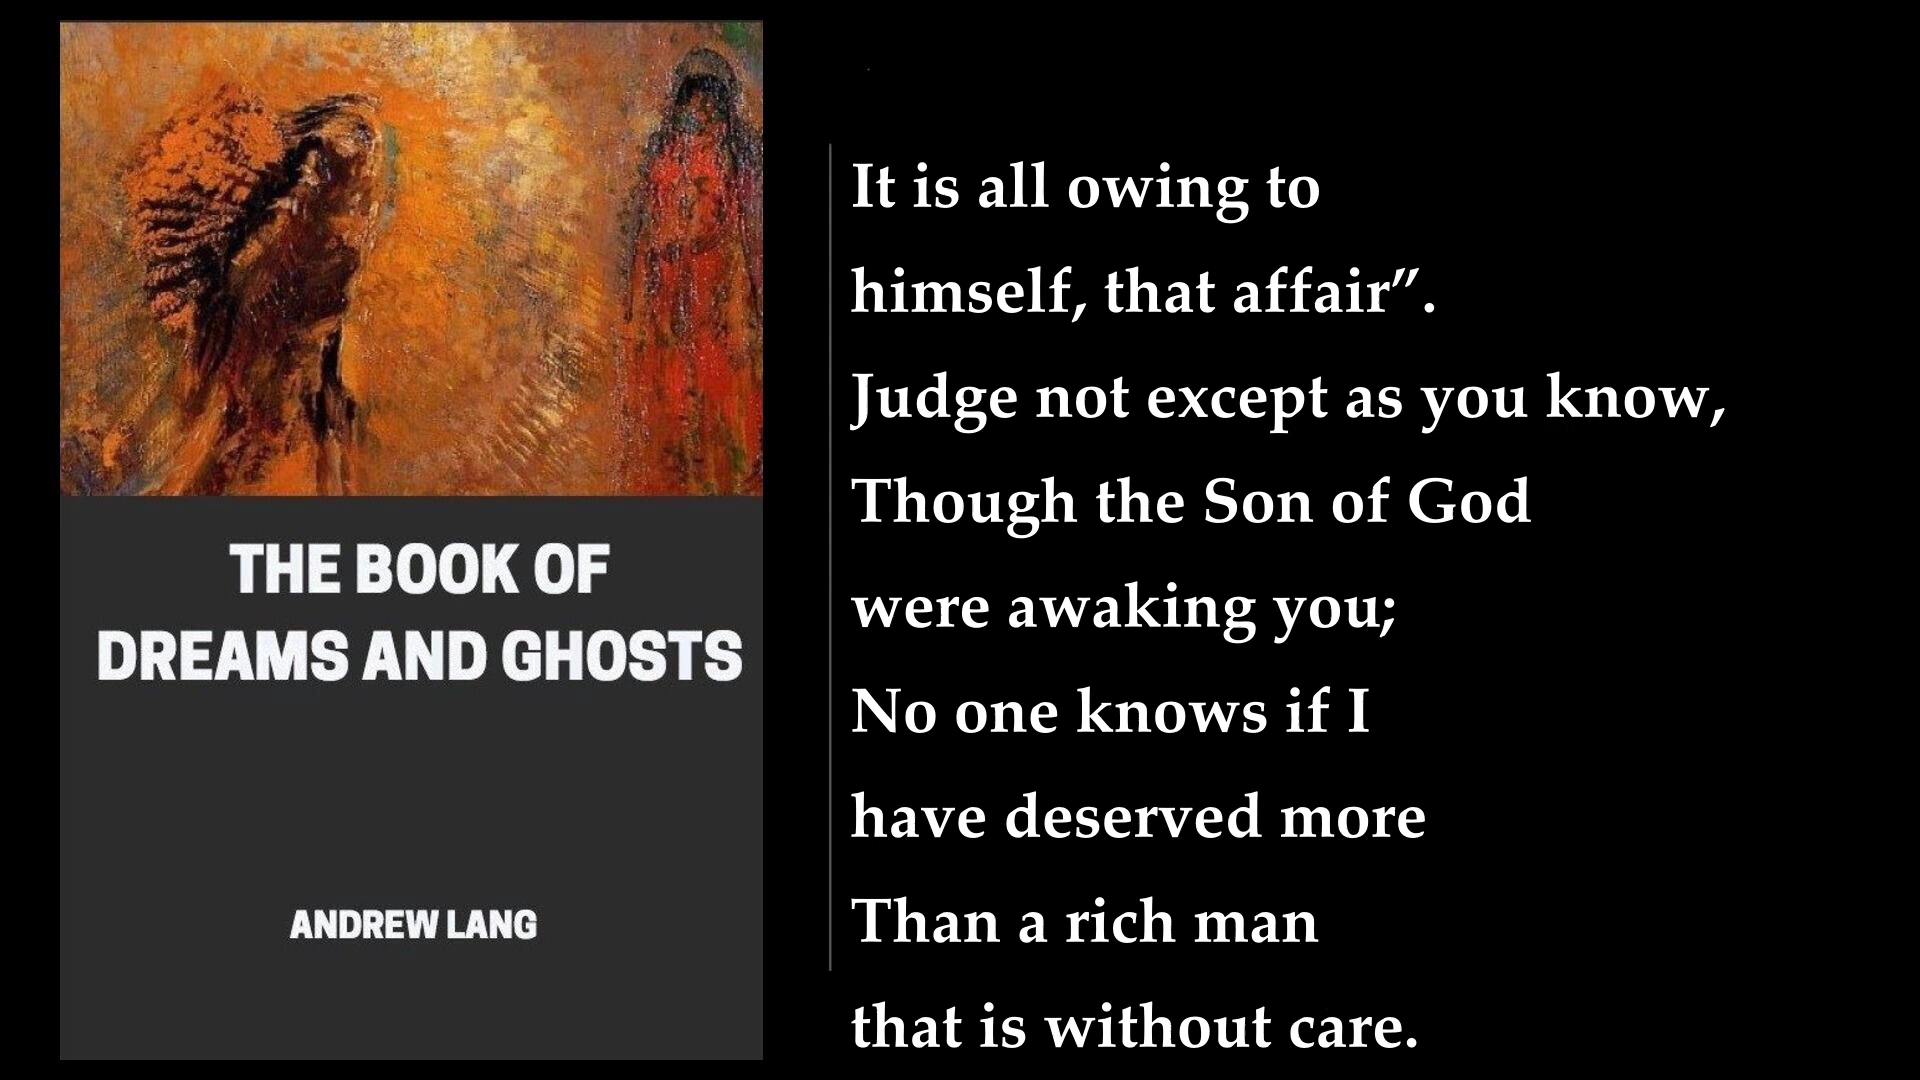 THE BOOK OF
DREAMS AND GHOSTS
ANDREW LANG
It is all owing to
himself, that affair”.
Judge not except as you know,
Though the Son of God
were awaking you;
No one knows if I
have deserved more
Than a rich man
that is without care.